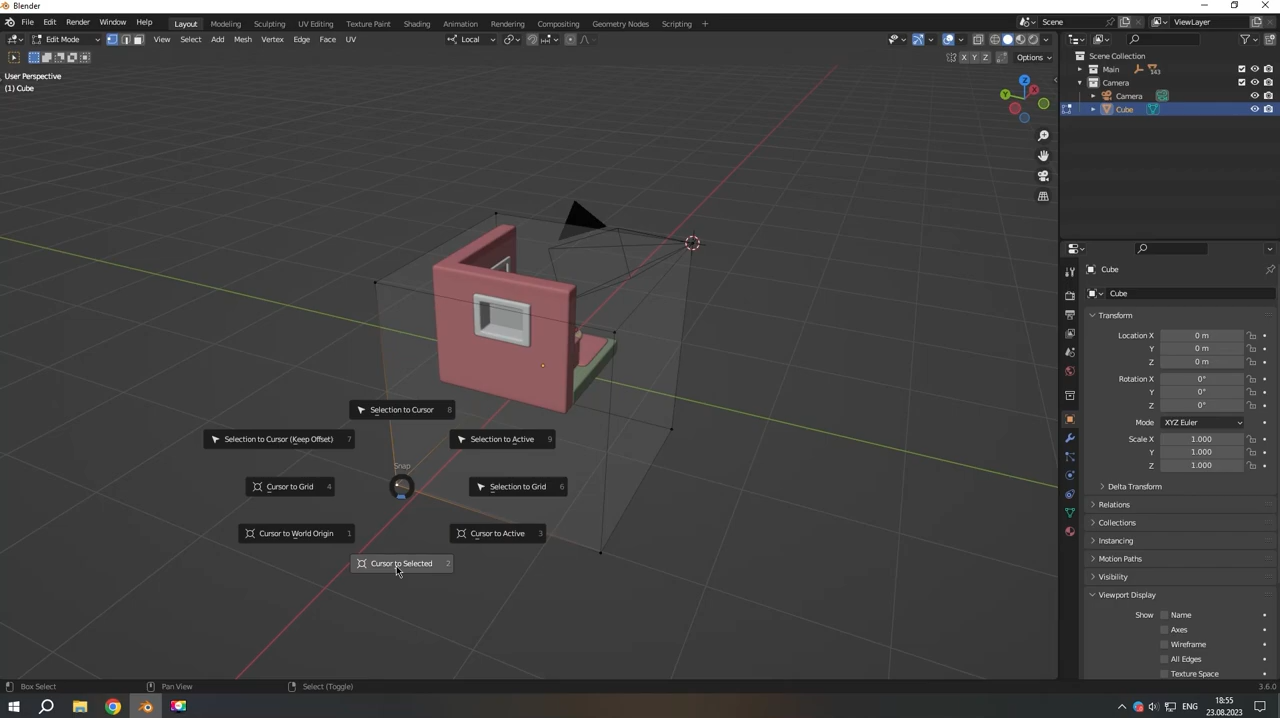 Blender
File Edit Render Window Help Layout Modeling Sculpting UV Editing Texture Paint Shading Animation Rendering Compositing Geometry Nodes Scripting + Scene ViewLayer
Edit Mode View Select Add Mesh Vertex Edge Face UV Local
X Y Z Options
User Perspective
(1) Cube
Z
Y
X
Scene Collection
Main 143
Camera
Camera
Cube
Selection to Cursor 8
Selection to Cursor (Keep Offset) 7
Selection to Active 9
Snap
Cursor to Grid 4
Selection to Grid 6
Cursor to World Origin 1
Cursor to Active 3
Cursor to Selected 2
Cube
Cube
Transform
Location X 0 m
Y 0 m
Z 0 m
Rotation X 0°
Y 0°
Z 0°
Mode XYZ Euler
Scale X 1.000
Y 1.000
Z 1.000
Delta Transform
Relations
Collections
Instancing
Motion Paths
Visibility
Viewport Display
Show Name
Axes
Wireframe
All Edges
Texture Space
Box Select Pan View Select (Toggle) 3.6.0
ENG 18:55
23.08.2023